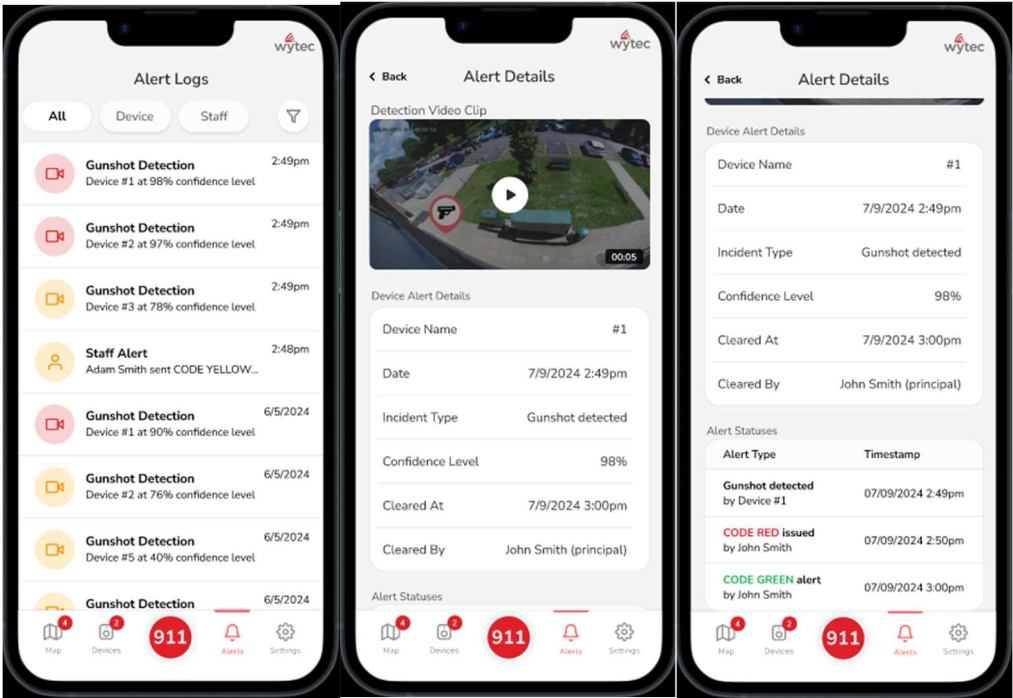 wytec
Alert Logs
All
Device
Staff
Gunshot Detection
2:49pm
Device #1 at 98% confidence level
Gunshot Detection
2:49pm
Device #2 at 97% confidence level
Gunshot Detection
2:49pm
Device #3 at 78% confidence level
Staff Alert
2:48pm
Adam Smith sent CODE YELLOW...
Gunshot Detection
6/5/2024
Device #1 at 90% confidence level
Gunshot Detection
6/5/2024
Device #2 at 76% confidence level
Gunshot Detection
6/5/2024
Device #5 at 40% confidence level
Gunshot Detection
6/5/2024
4
2
911
Map
Devices
Alerts
Settings
wytec
Back
Alert Details
Detection Video Clip
00:05
Device Alert Details
Device Name
#1
Date
7/9/2024 2:49pm
Incident Type
Gunshot detected
Confidence Level
98%
Cleared At
7/9/2024 3:00pm
Cleared By
John Smith (principal)
Alert Statuses
4
2
911
Map
Devices
Alerts
Settings
wytec
Back
Alert Details
Device Alert Details
Device Name
#1
Date
7/9/2024 2:49pm
Incident Type
Gunshot detected
Confidence Level
98%
Cleared At
7/9/2024 3:00pm
Cleared By
John Smith (principal)
Alert Statuses
Alert Type
Timestamp
Gunshot detected
by Device #1
07/09/2024 2:49pm
CODE RED issued
by John Smith
07/09/2024 2:50pm
CODE GREEN alert
by John Smith
07/09/2024 3:00pm
4
2
911
Map
Devices
Alerts
Settings